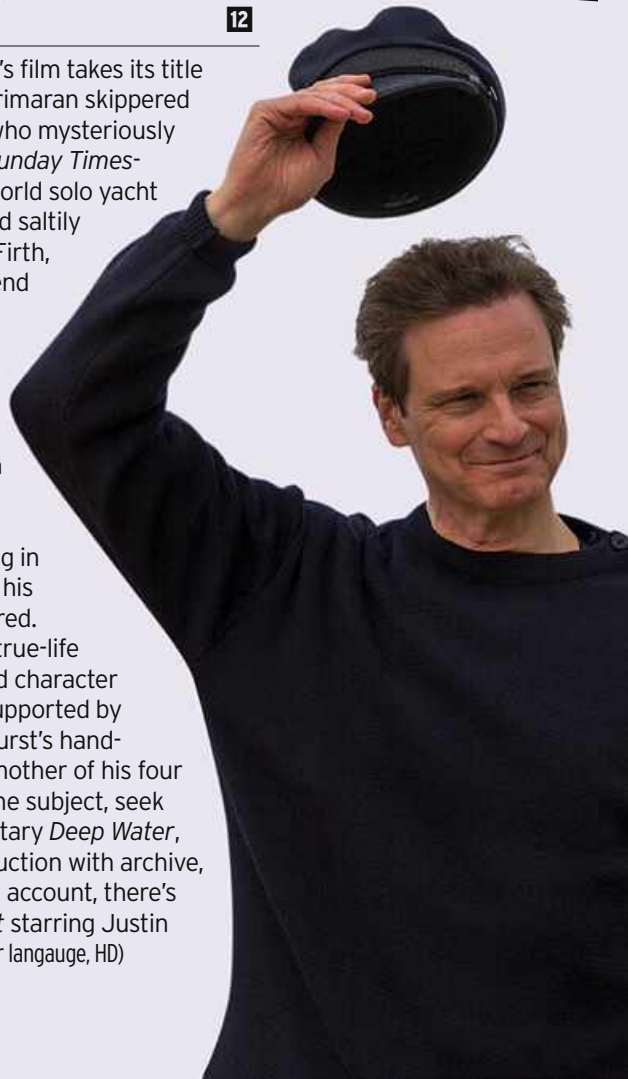 12
's film takes its title
rimaran skippered
who mysteriously
unday Times-
orld solo yacht
d saltily
Firth,
end
g in
his
red.
true-life
d character
upported by
urst's hand-
nother of his four
ne subject, seek
tary Deep Water,
uction with archive,
account, there's
t starring Justin
r langauge, HD)